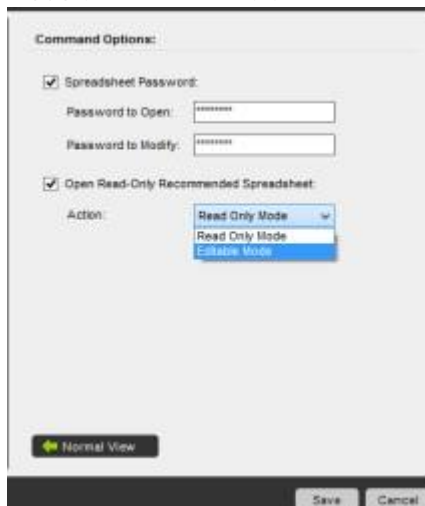 Command Options:
Spreadsheet Password:
Password to Open: ********
Password to Modify: ********
Open Read-Only Recommended Spreadsheet:
Action: Read Only Mode
Read Only Mode
Editable Mode
Normal View
Save Cancel